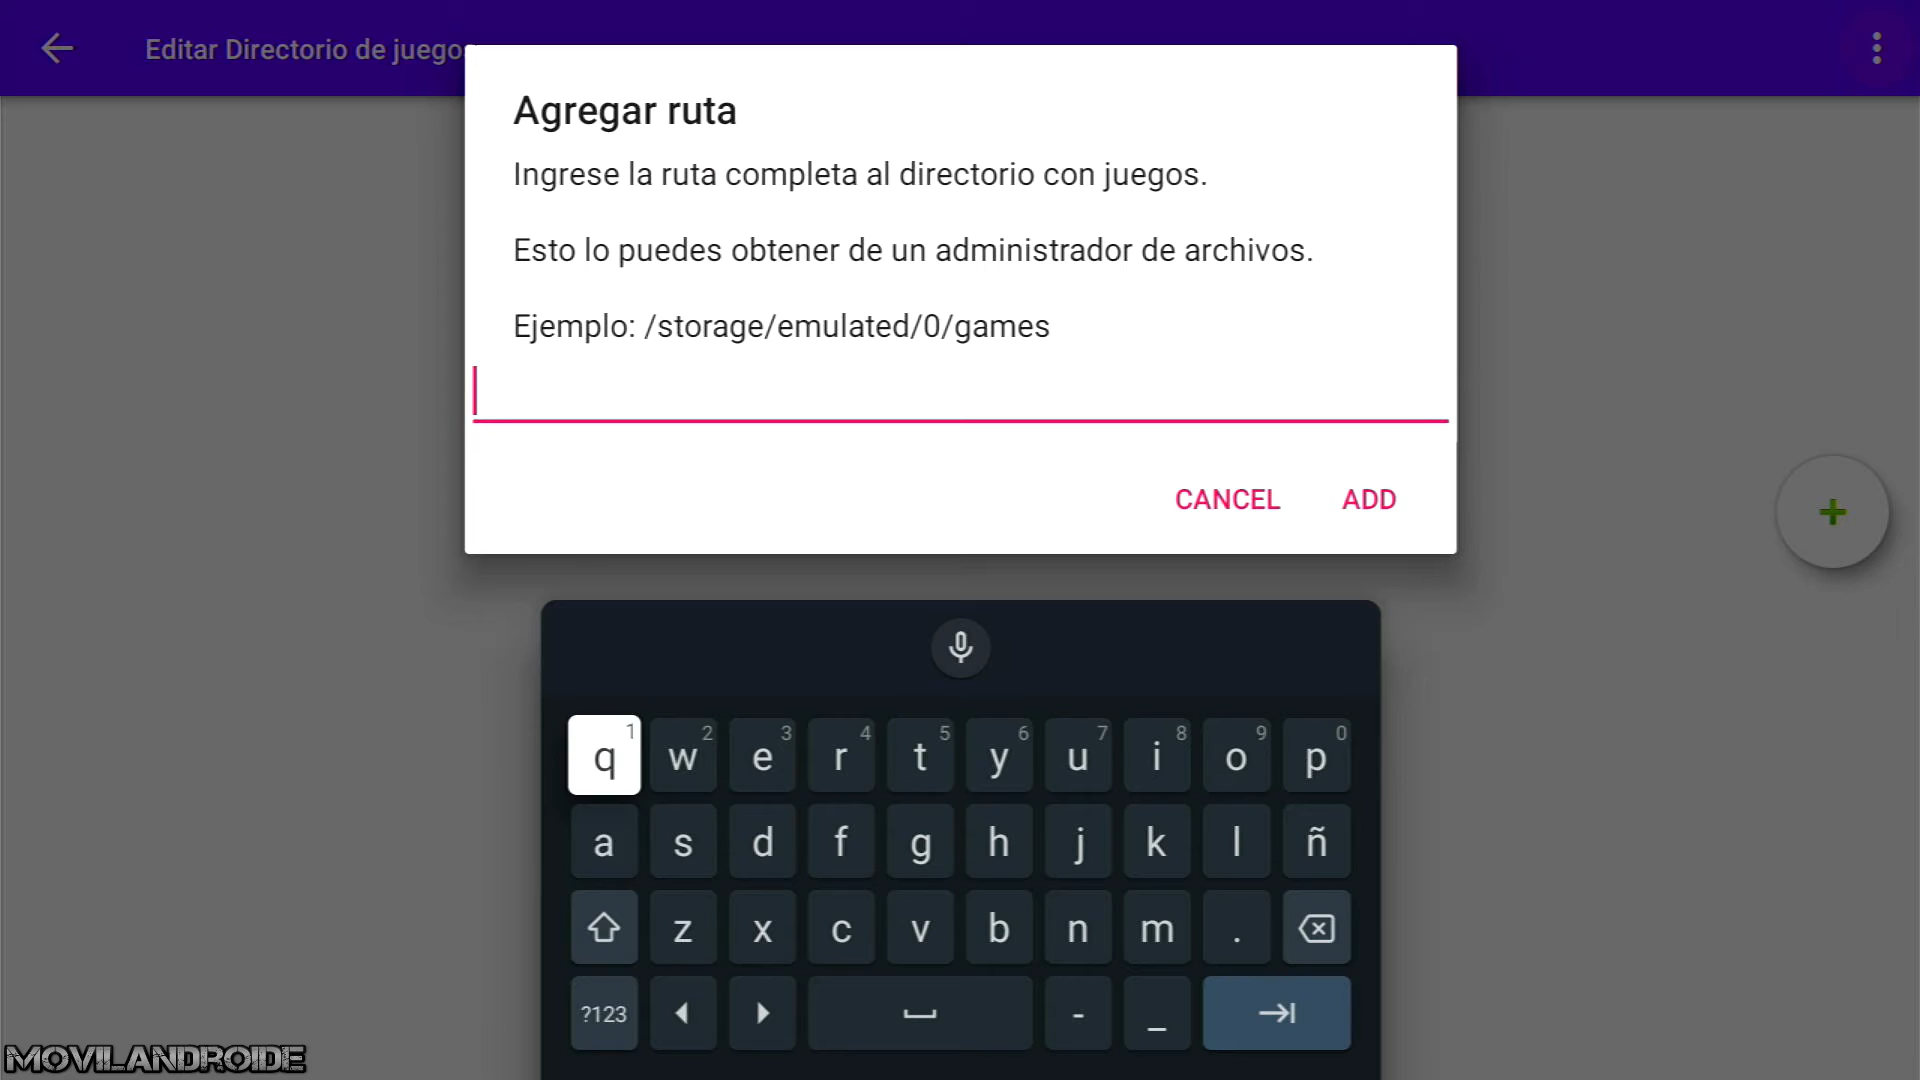 Editar Directorio de juego
Agregar ruta
Ingrese la ruta completa al directorio con juegos.
Esto lo puedes obtener de un administrador de archivos.
Ejemplo: /storage/emulated/0/games
CANCEL ADD
q 1 w 2 e 3 r 4 t 5 y 6 u 7 i 8 o 9 p 0
a s d f g h j k l ñ
z x c v b n m .
?123 - _
MOVILANDROIDE